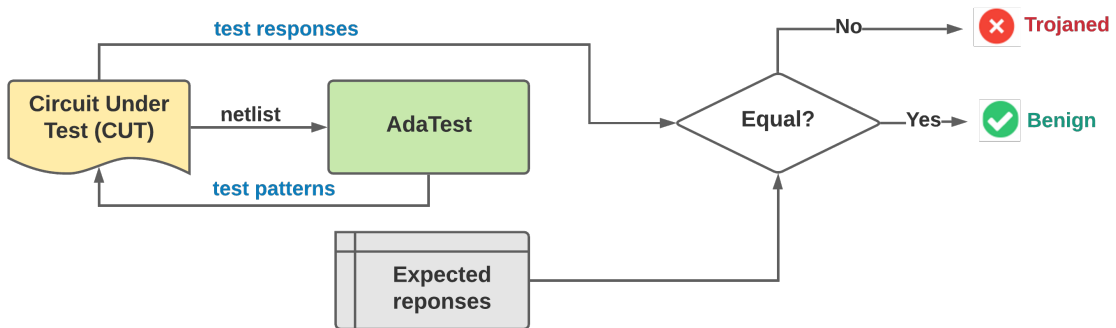 test responses
No
Trojaned
Circuit Under
Test (CUT)
netlist
AdaTest
Equal?
Yes
Benign
test patterns
Expected
reponses